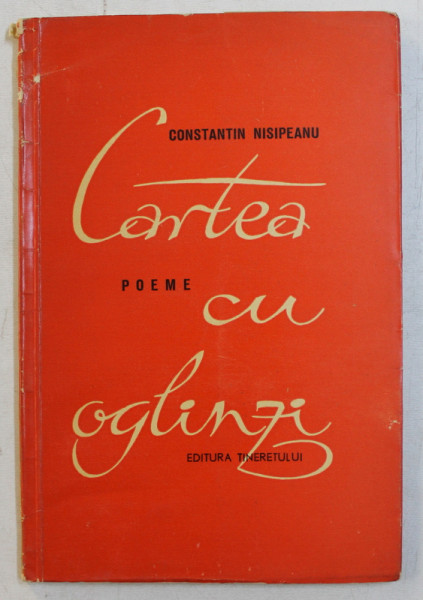 CONSTANTIN NISIPEANU
Cartea
POEME
cu
oglinzi
EDITURA TINERETULUI